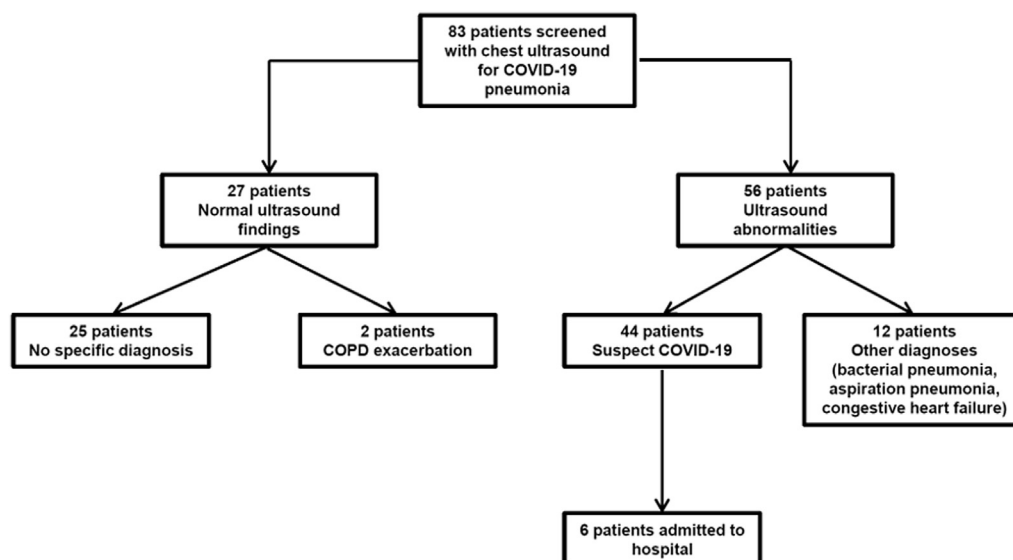 83 patients screened
with chest ultrasound
for COVID-19
pneumonia
27 patients
Normal ultrasound
findings
56 patients
Ultrasound
abnormalities
25 patients
No specific diagnosis
2 patients
COPD exacerbation
44 patients
Suspect COVID-19
12 patients
Other diagnoses
(bacterial pneumonia,
aspiration pneumonia,
congestive heart failure)
6 patients admitted to
hospital